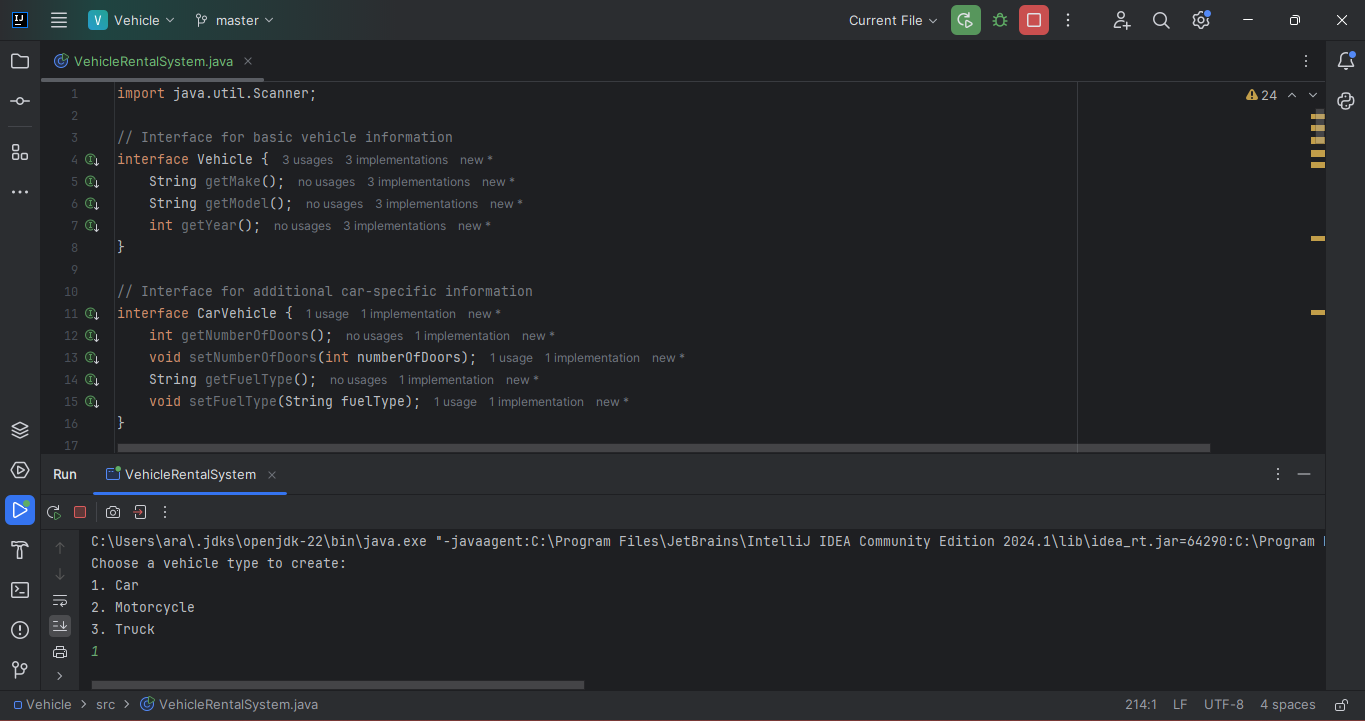 V Vehicle master Current File
VehicleRentalSystem.java
24
1 import java.util.Scanner;
2
3 // Interface for basic vehicle information
4 interface Vehicle { 3 usages 3 implementations new *
5 String getMake(); no usages 3 implementations new *
6 String getModel(); no usages 3 implementations new *
7 int getYear(); no usages 3 implementations new *
8 }
9
10 // Interface for additional car-specific information
11 interface CarVehicle { 1 usage 1 implementation new *
12 int getNumberOfDoors(); no usages 1 implementation new *
13 void setNumberOfDoors(int numberOfDoors); 1 usage 1 implementation new *
14 String getFuelType(); no usages 1 implementation new *
15 void setFuelType(String fuelType); 1 usage 1 implementation new *
16 }
17
Run VehicleRentalSystem
C:\Users\ara\.jdks\openjdk-22\bin\java.exe "-javaagent:C:\Program Files\JetBrains\IntelliJ IDEA Community Edition 2024.1\lib\idea_rt.jar=64290:C:\Program
Choose a vehicle type to create:
1. Car
2. Motorcycle
3. Truck
1
Vehicle > src > VehicleRentalSystem.java 214:1 LF UTF-8 4 spaces